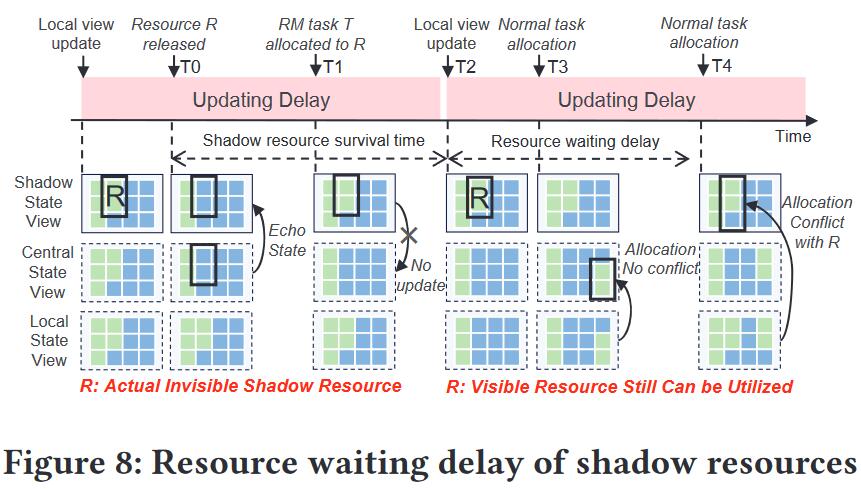 Local view
update
Resource R
released
RM task T
allocated to R
Local view
update
Normal task
allocation
Normal task
allocation
T0
T1
T2
T3
T4
Updating Delay
Updating Delay
Time
Shadow resource survival time
Resource waiting delay
Shadow
State
View
R
R
Echo
State
Allocation
Conflict
with R
Central
State
View
No
update
Allocation
No conflict
Local
State
View
R: Actual Invisible Shadow Resource
R: Visible Resource Still Can be Utilized
Figure 8: Resource waiting delay of shadow resources